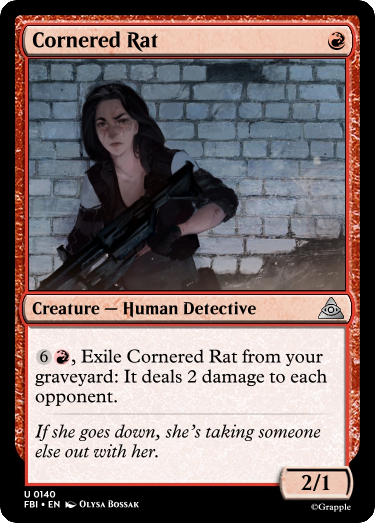 Cornered Rat
Creature — Human Detective
6 , Exile Cornered Rat from your
graveyard: It deals 2 damage to each
opponent.
If she goes down, she's taking someone
else out with her.
2/1
U 0140
FBI • EN Olysa Bossak
©Grapple